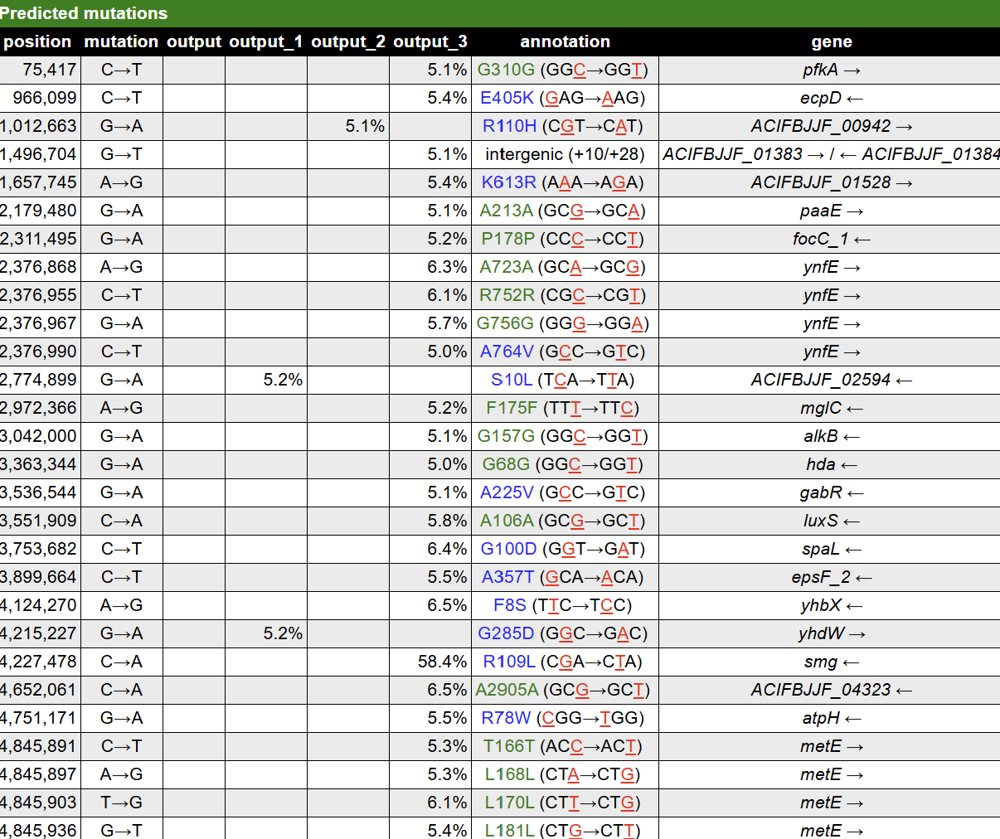 Predicted mutations
position mutation output output_1 output_2 output_3 annotation gene
75,417 C→T 5.1% G310G (GGC→GGT) pfkA →
966,099 C→T 5.4% E405K (GAG→AAG) ecpD ←
1,012,663 G→A 5.1% R110H (CGT→CAT) ACIFBJJF_00942 →
1,496,704 G→T 5.1% intergenic (+10/+28) ACIFBJJF_01383 → / ← ACIFBJJF_01384
1,657,745 A→G 5.4% K613R (AAA→AGA) ACIFBJJF_01528 →
2,179,480 G→A 5.1% A213A (GCG→GCA) paaE →
2,311,495 G→A 5.2% P178P (CCC→CCT) focC_1 ←
2,376,868 A→G 6.3% A723A (GCA→GCG) ynfE →
2,376,955 C→T 6.1% R752R (CGC→CGT) ynfE →
2,376,967 G→A 5.7% G756G (GGG→GGA) ynfE →
2,376,990 C→T 5.0% A764V (GCC→GTC) ynfE →
2,774,899 G→A 5.2% S10L (TCA→TTA) ACIFBJJF_02594 ←
2,972,366 A→G 5.2% F175F (TTT→TTC) mglC ←
3,042,000 G→A 5.1% G157G (GGC→GGT) alkB ←
3,363,344 G→A 5.0% G68G (GGC→GGT) hda ←
3,536,544 G→A 5.1% A225V (GCC→GTC) gabR ←
3,551,909 C→A 5.8% A106A (GCG→GCT) luxS ←
3,753,682 C→T 6.4% G100D (GGT→GAT) spaL ←
3,899,664 C→T 5.5% A357T (GCA→ACA) epsF_2 ←
4,124,270 A→G 6.5% F8S (TTC→TCC) yhbX ←
4,215,227 G→A 5.2% G285D (GGC→GAC) yhdW →
4,227,478 C→A 58.4% R109L (CGA→CTA) smg ←
4,652,061 C→A 6.5% A2905A (GCG→GCT) ACIFBJJF_04323 ←
4,751,171 G→A 5.5% R78W (CGG→TGG) atpH ←
4,845,891 C→T 5.3% T166T (ACC→ACT) metE →
4,845,897 A→G 5.3% L168L (CTA→CTG) metE →
4,845,903 T→G 6.1% L170L (CTT→CTG) metE →
4,845,936 G→T 5.4% L181L (CTG→CTT) metE →